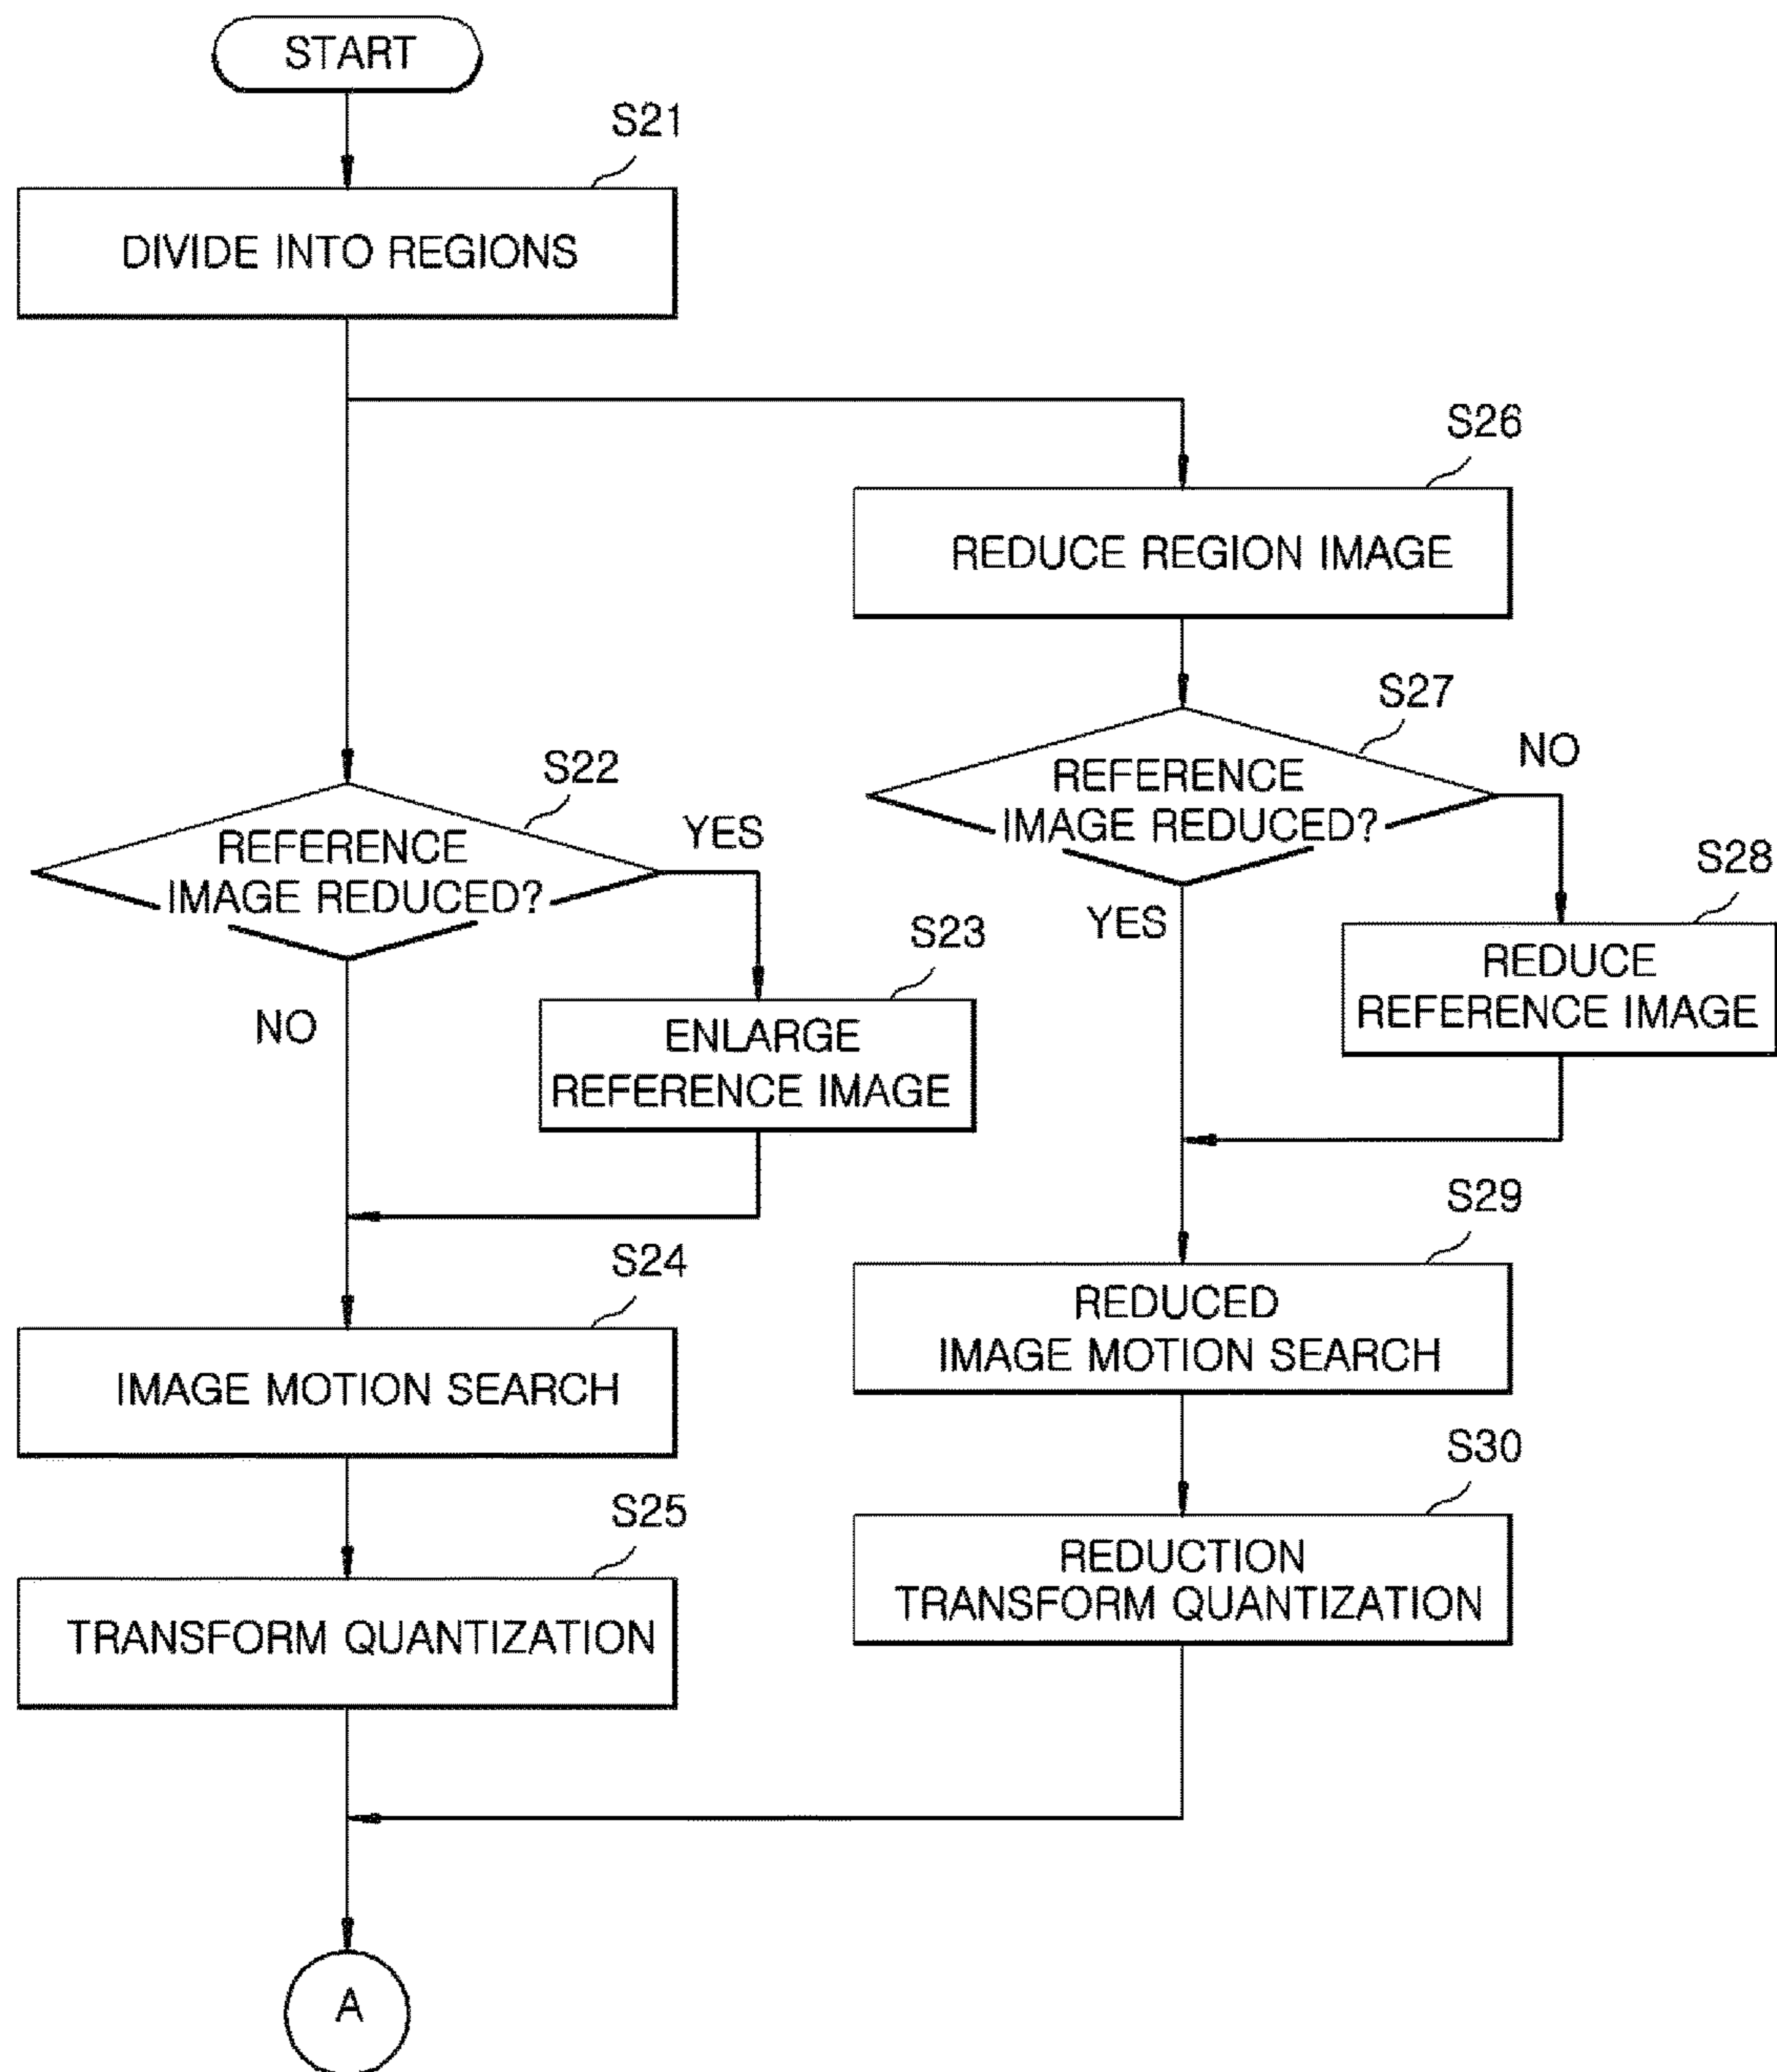 START
S21
DIVIDE INTO REGIONS
S26
REDUCE REGION IMAGE
S27
REFERENCE
IMAGE REDUCED?
NO
YES
S22
REFERENCE
IMAGE REDUCED?
YES
NO
S28
REDUCE
REFERENCE IMAGE
S23
ENLARGE
REFERENCE IMAGE
S29
REDUCED
IMAGE MOTION SEARCH
S24
IMAGE MOTION SEARCH
S30
REDUCTION
TRANSFORM QUANTIZATION
S25
TRANSFORM QUANTIZATION
A